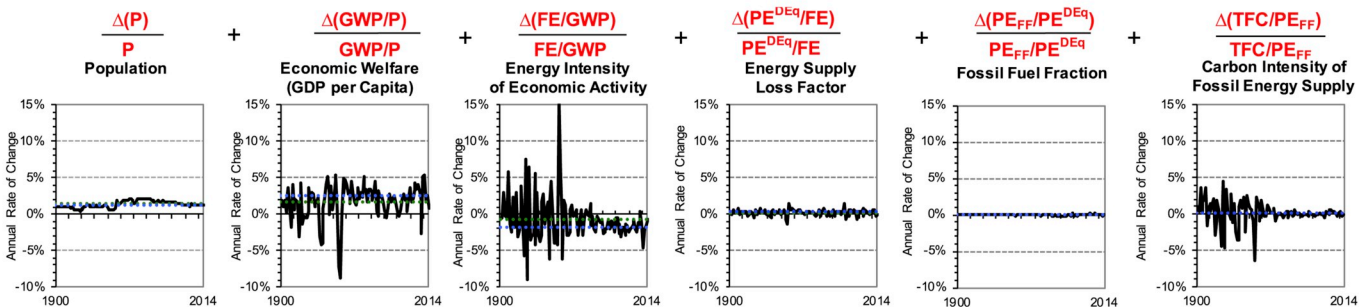 Δ(P) + Δ(GWP/P) + Δ(FE/GWP) + Δ(PE^DEq/FE) + Δ(PE_FF/PE^DEq) + Δ(TFC/PE_FF)
P GWP/P FE/GWP PE^DEq/FE PE_FF/PE^DEq TFC/PE_FF
Population
Economic Welfare
(GDP per Capita)
Energy Intensity
of Economic Activity
Energy Supply
Loss Factor
Fossil Fuel Fraction
Carbon Intensity of
Fossil Energy Supply
Annual Rate of Change
15%
10%
5%
0%
-5%
-10%
1900 2014
Annual Rate of Change
15%
10%
5%
0%
-5%
-10%
1900 2014
Annual Rate of Change
15%
10%
5%
0%
-5%
-10%
1900 2014
Annual Rate of Change
15%
10%
5%
0%
-5%
-10%
1900 2014
Annual Rate of Change
15%
10%
5%
0%
-5%
-10%
1900 2014
Annual Rate of Change
15%
10%
5%
0%
-5%
-10%
1900 2014